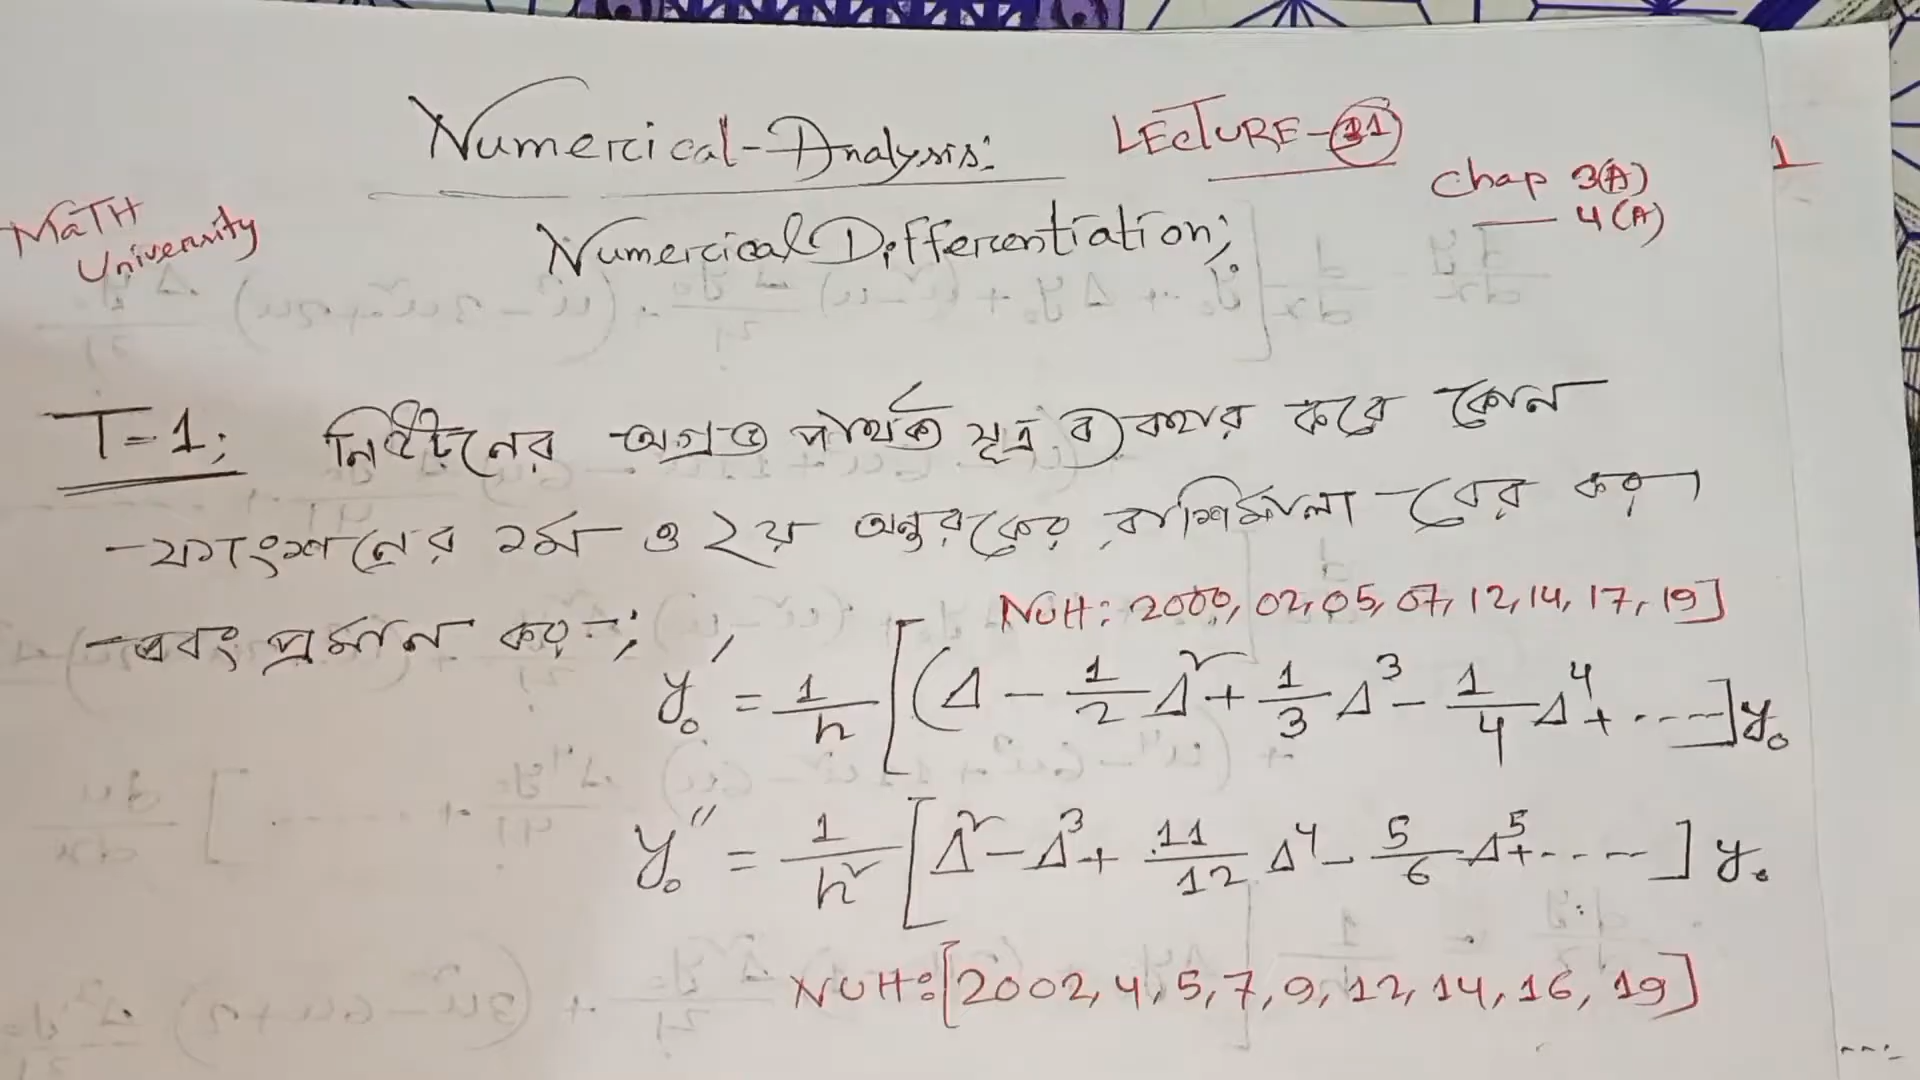 Numerical-Analysis:
LECTURE-31
Chap 3(A)
4(A)
1
MATH
University
Numerical Differentiation;
T-1; নিউটনের অগ্রজ পার্থক্য সূত্র ব্যবহার করে কোন
ফাংশনের ১ম ও ২য় অন্তরকের রাশিমালা বের কর
এবং প্রমান কর;
NUH: 2000, 02, 05, 07, 12, 14, 17, 19]
y₀′ = 1/h [(Δ − 1/2 Δ² + 1/3 Δ³ − 1/4 Δ⁴ + ----] y₀
y₀″ = 1/h² [Δ² − Δ³ + 11/12 Δ⁴ − 5/6 Δ⁵ + ----] y₀
NUH: [2002, 4, 5, 7, 9, 12, 14, 16, 19]